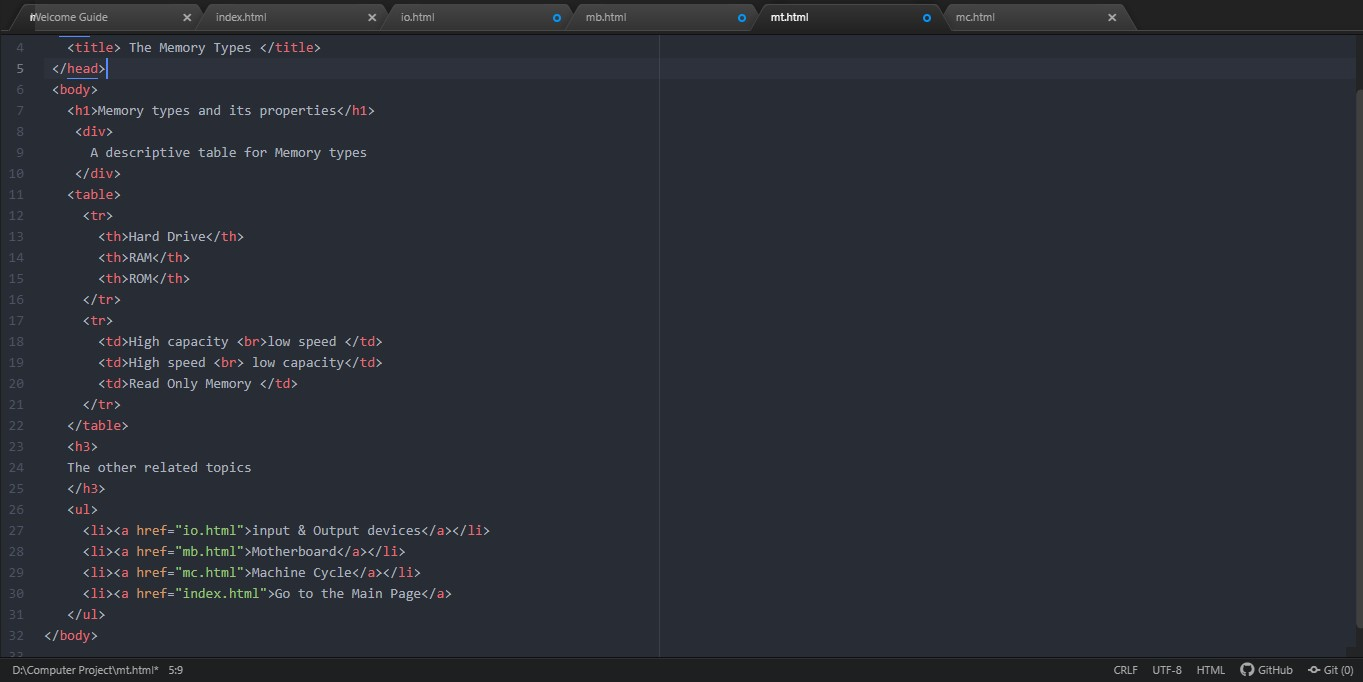 Welcome Guide index.html io.html mb.html mt.html mc.html
4 <title> The Memory Types </title>
5 </head>
6 <body>
7 <h1>Memory types and its properties</h1>
8 <div>
9 A descriptive table for Memory types
10 </div>
11 <table>
12 <tr>
13 <th>Hard Drive</th>
14 <th>RAM</th>
15 <th>ROM</th>
16 </tr>
17 <tr>
18 <td>High capacity <br>low speed </td>
19 <td>High speed <br> low capacity</td>
20 <td>Read Only Memory </td>
21 </tr>
22 </table>
23 <h3>
24 The other related topics
25 </h3>
26 <ul>
27 <li><a href="io.html">input & Output devices</a></li>
28 <li><a href="mb.html">Motherboard</a></li>
29 <li><a href="mc.html">Machine Cycle</a></li>
30 <li><a href="index.html">Go to the Main Page</a>
31 </ul>
32 </body>
33
D:\Computer Project\mt.html* 5:9 CRLF UTF-8 HTML GitHub Git (0)